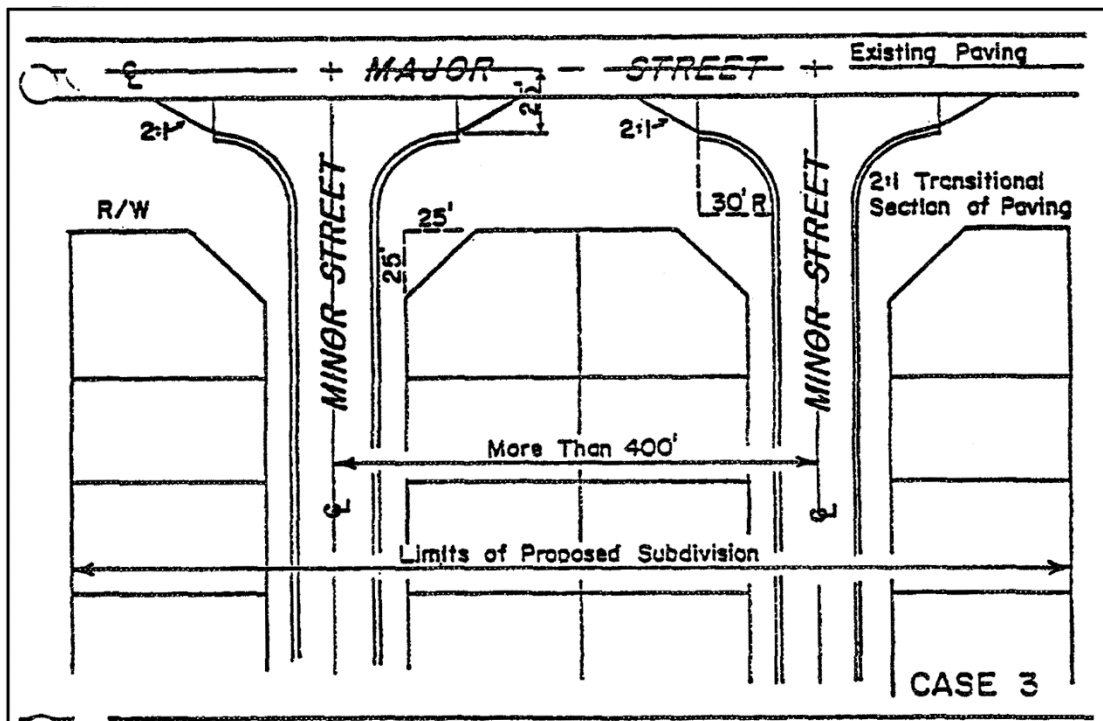 Existing Paving
℄ MAJOR STREET
2:1
2:1
MINOR STREET
30' R
MINOR STREET
2:1 Transitional
Section of Paving
R/W
25'
25'
More Than 400'
℄
℄
Limits of Proposed Subdivision
CASE 3